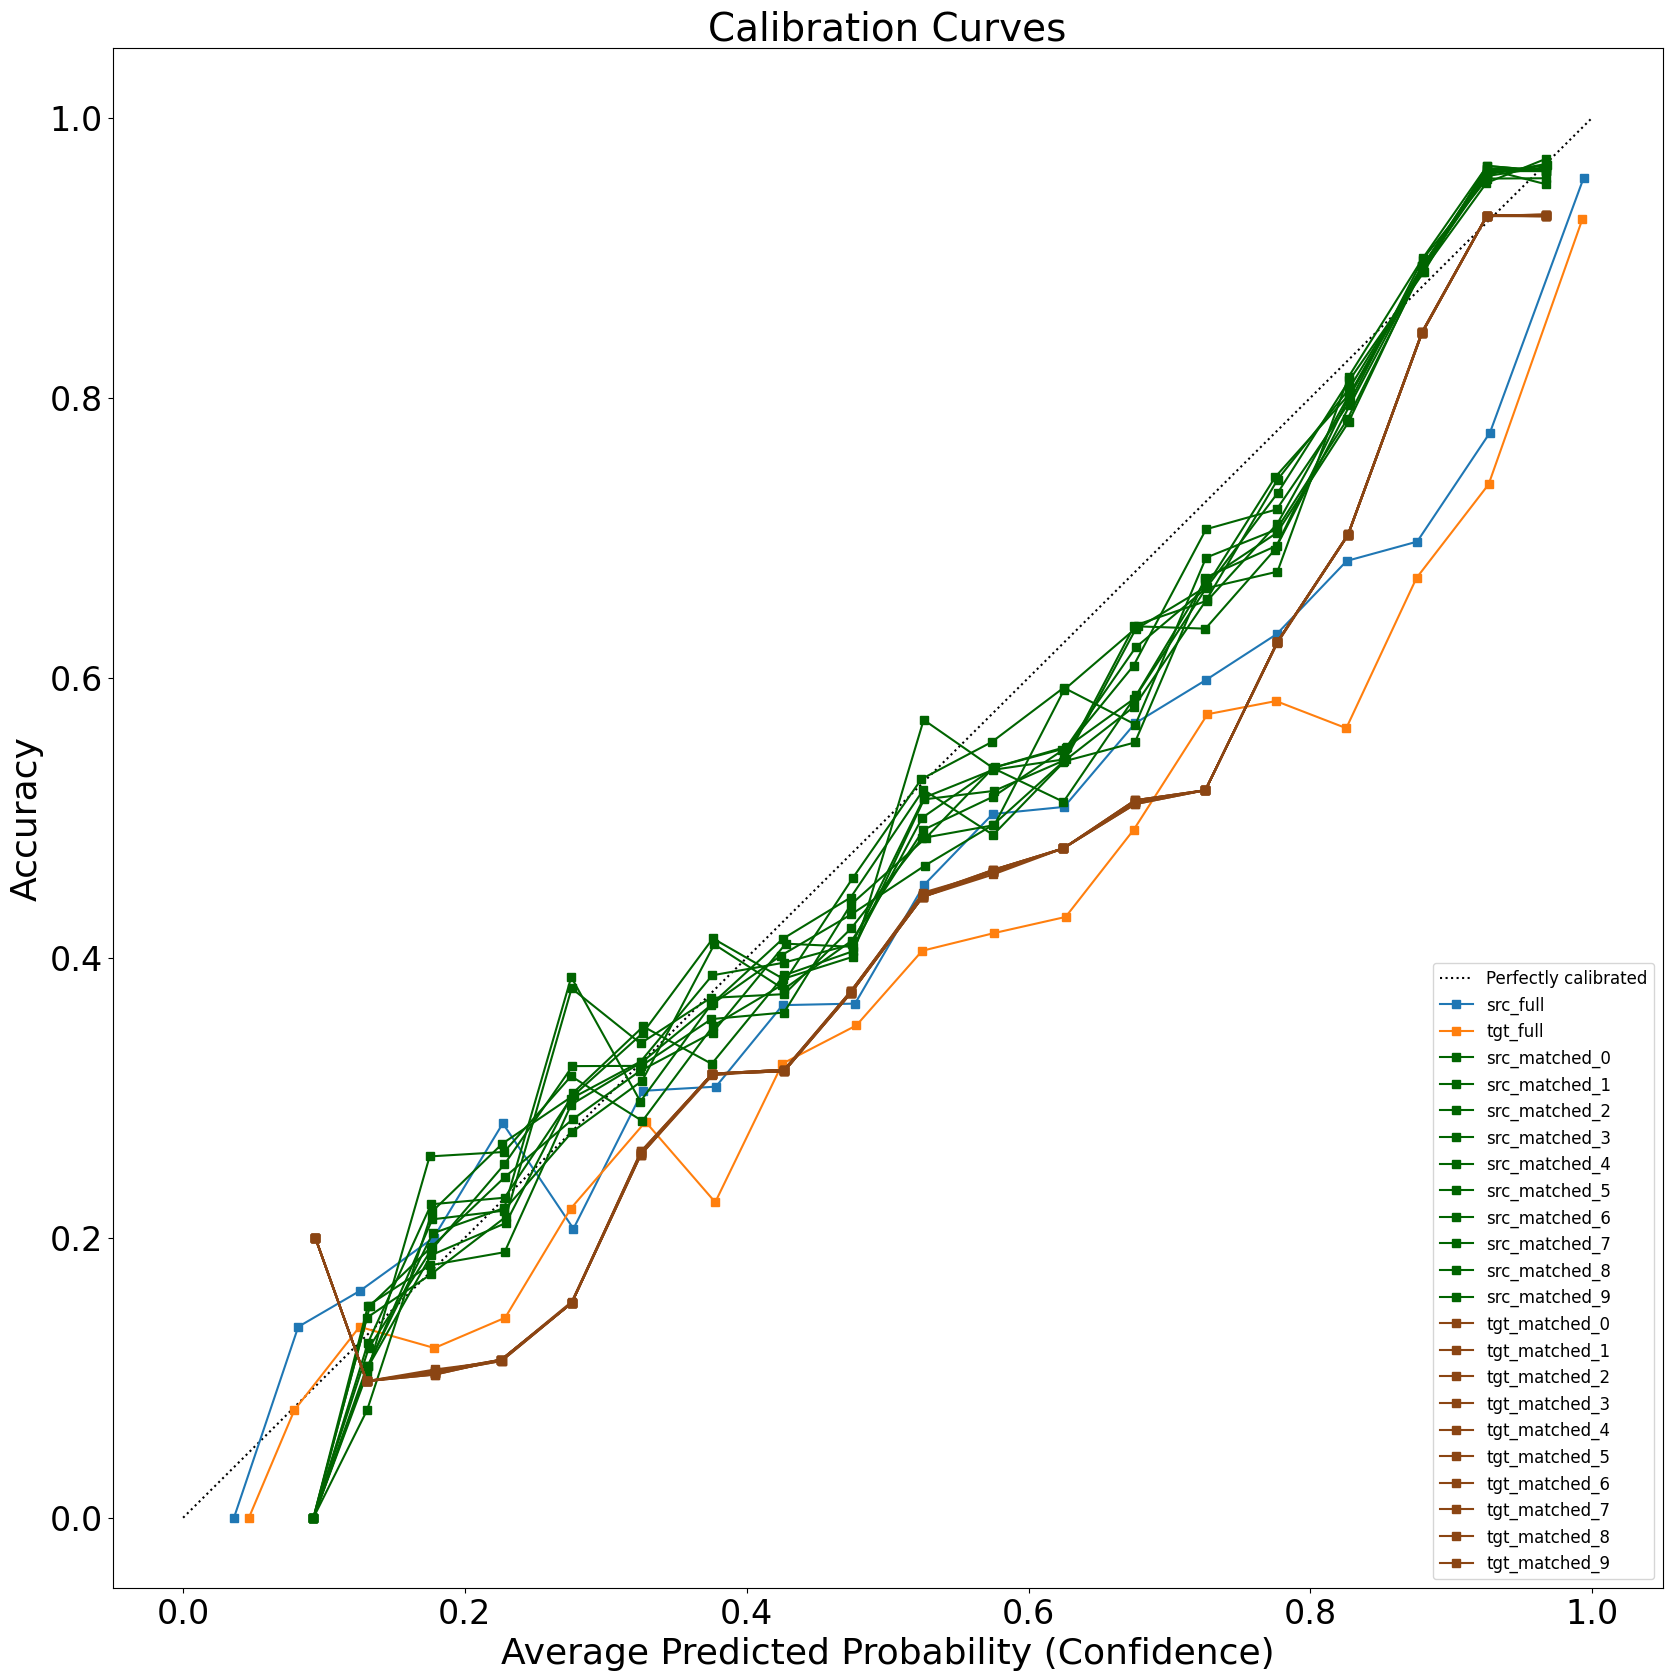 Calibration Curves
1.0
0.8
0.6
0.4
0.2
0.0
Accuracy
0.0 0.2 0.4 0.6 0.8 1.0
Average Predicted Probability (Confidence)
Perfectly calibrated
src_full
tgt_full
src_matched_0
src_matched_1
src_matched_2
src_matched_3
src_matched_4
src_matched_5
src_matched_6
src_matched_7
src_matched_8
src_matched_9
tgt_matched_0
tgt_matched_1
tgt_matched_2
tgt_matched_3
tgt_matched_4
tgt_matched_5
tgt_matched_6
tgt_matched_7
tgt_matched_8
tgt_matched_9